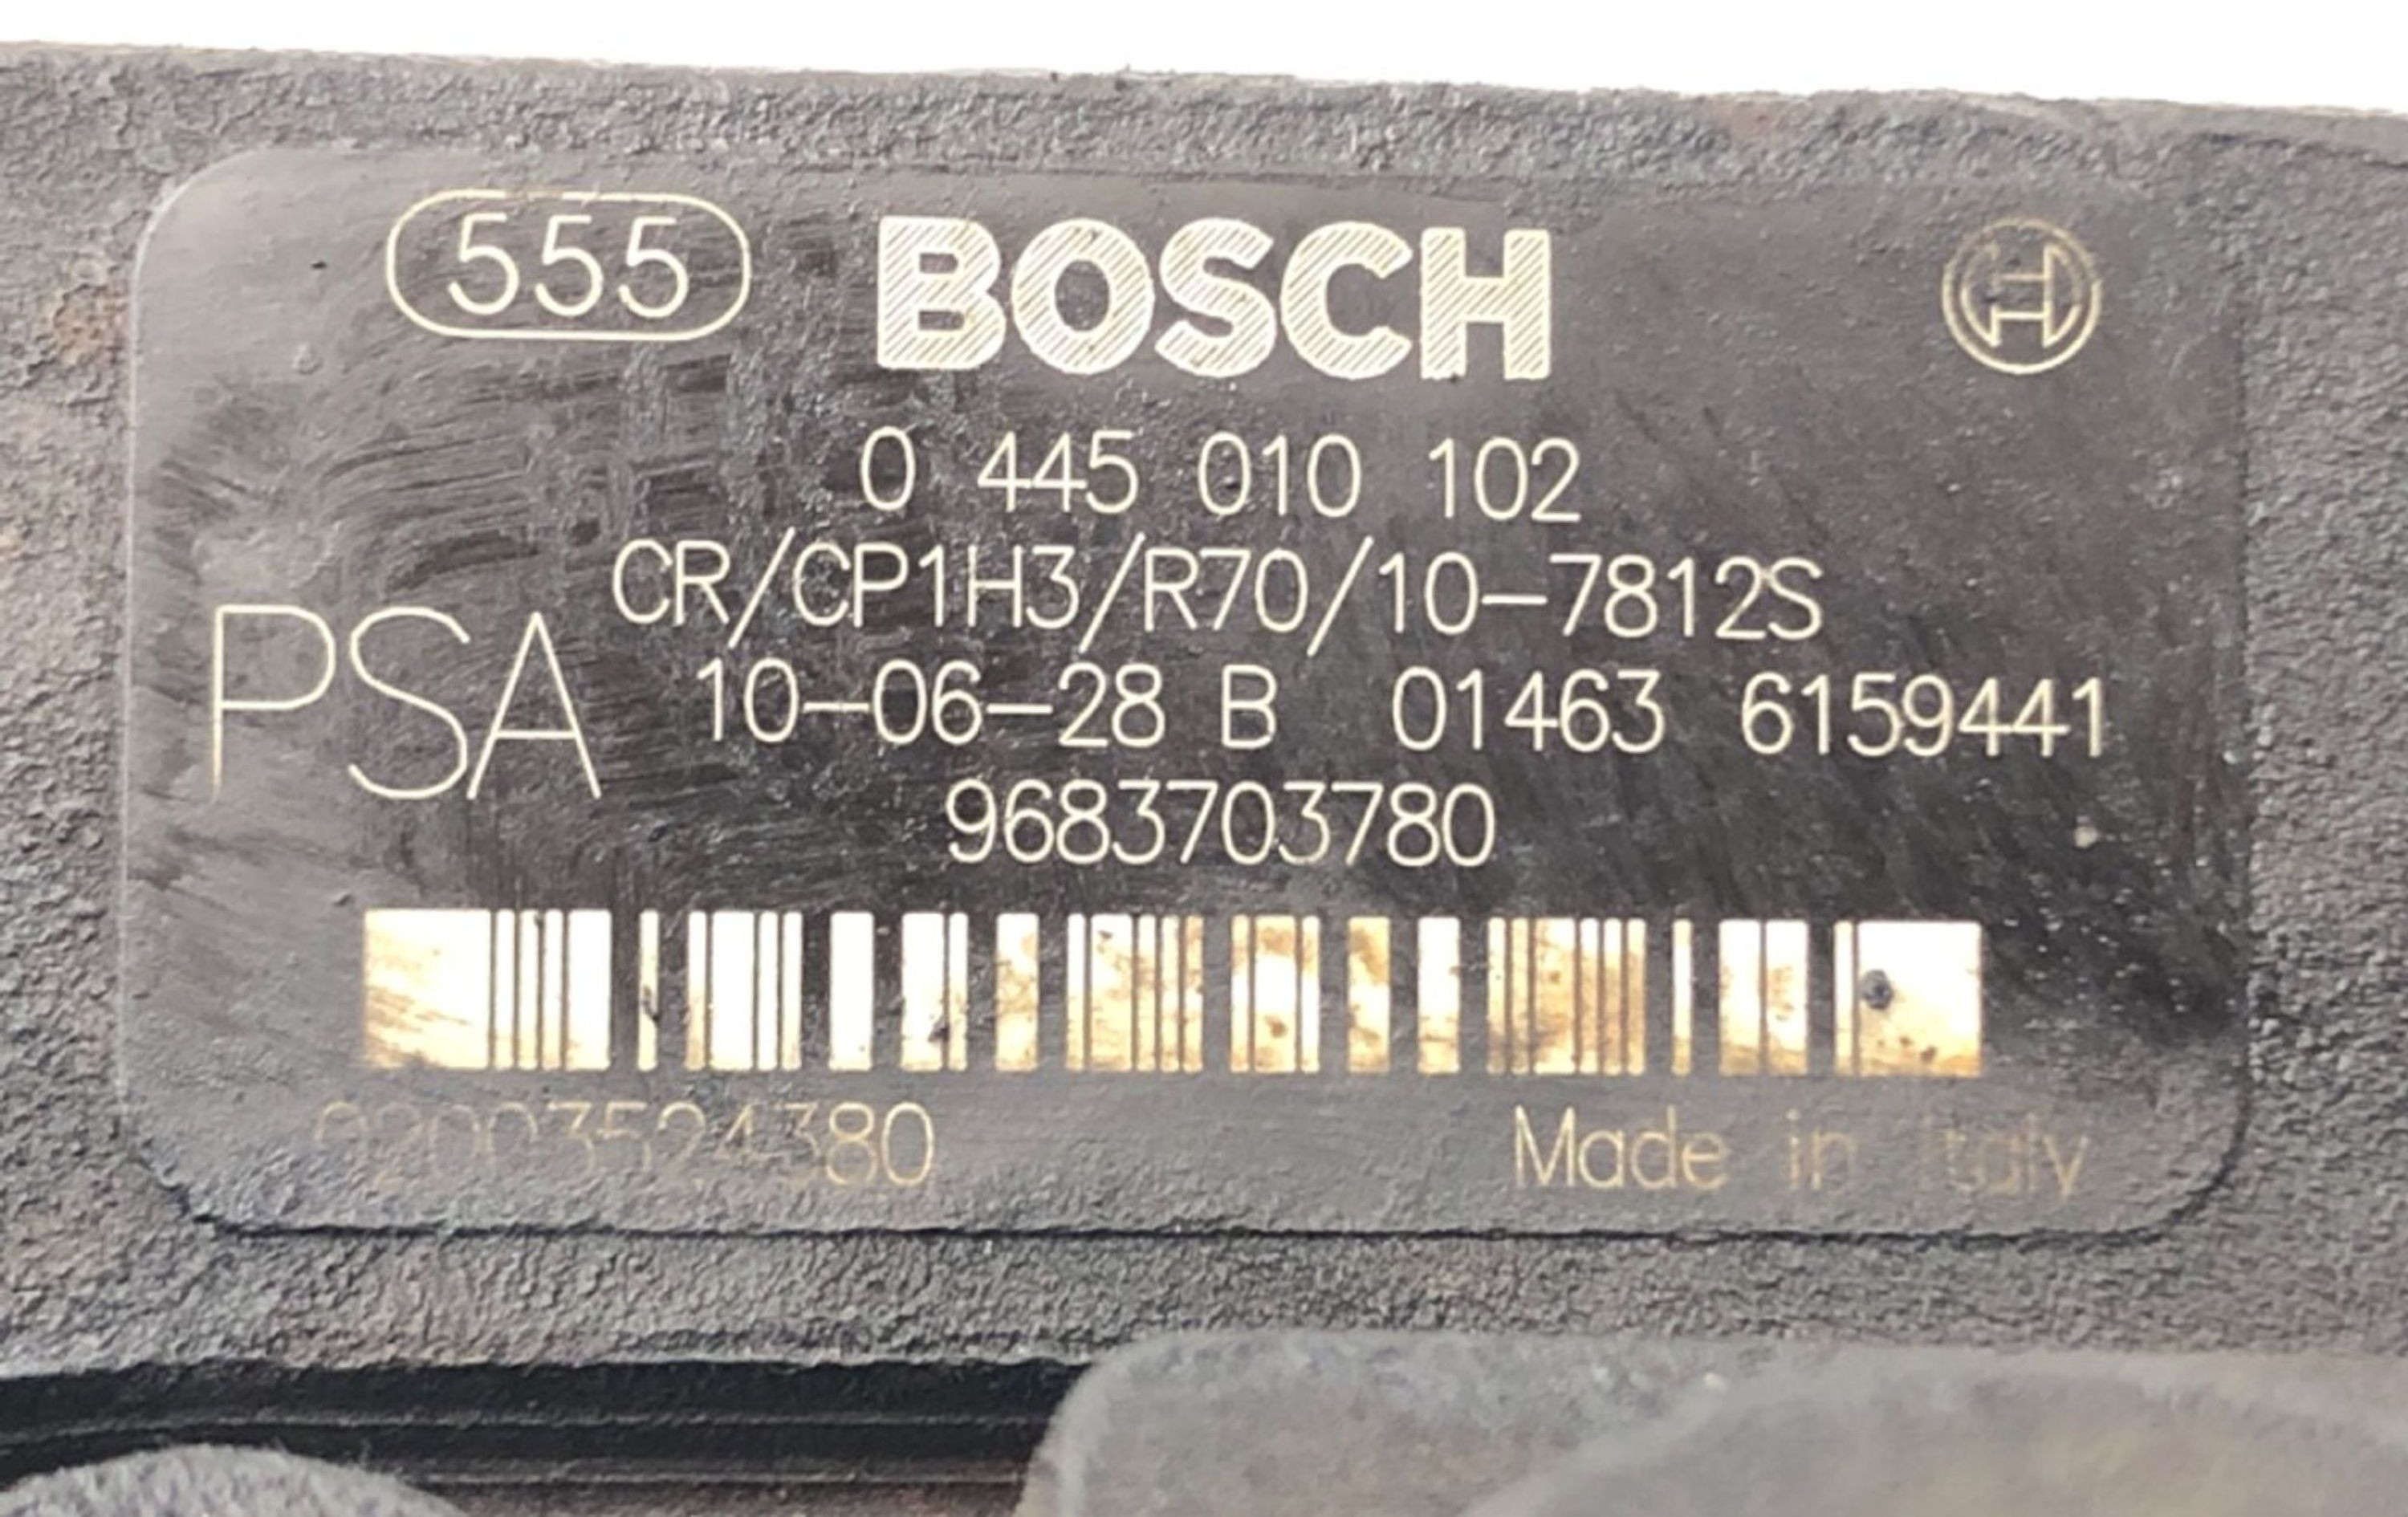 555 BOSCH
0 445 010 102
CR/CP1H3/R70/10-7812S
PSA
10-06-28 B 01463 6159441
9683703780
Made in Italy